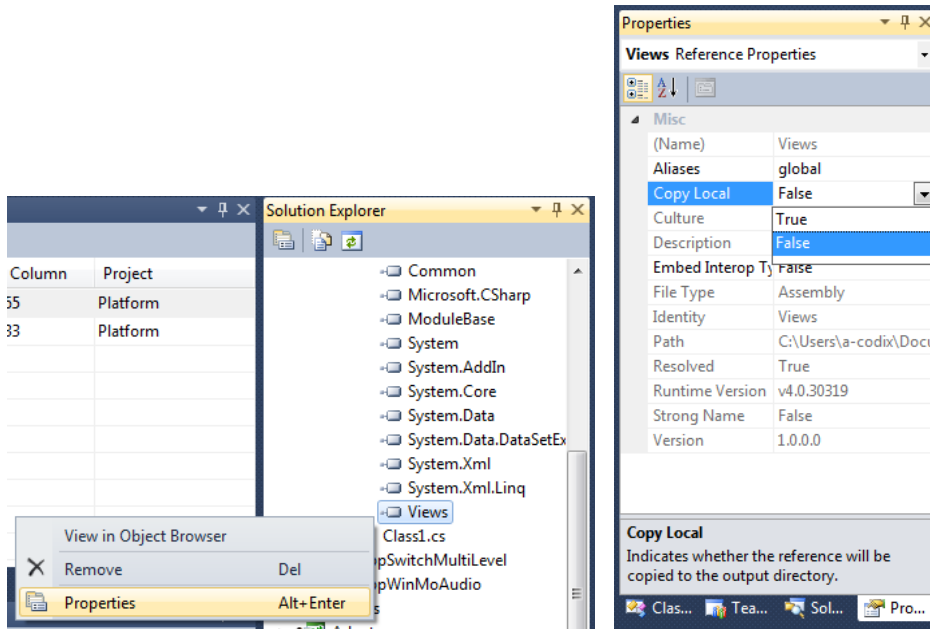 Properties
Views Reference Properties
Misc
(Name) Views
Aliases global
Copy Local False
Culture True
Description False
Embed Interop Ty False
File Type Assembly
Identity Views
Path C:\Users\a-codix\Docu
Resolved True
Runtime Version v4.0.30319
Strong Name False
Version 1.0.0.0
Copy Local
Indicates whether the reference will be
copied to the output directory.
Clas... Tea... Sol... Pro...
Solution Explorer
Common
Microsoft.CSharp
ModuleBase
System
System.AddIn
System.Core
System.Data
System.Data.DataSetEx
System.Xml
System.Xml.Linq
Views
Class1.cs
ppSwitchMultiLevel
ppWinMoAudio
Column Project
55 Platform
33 Platform
View in Object Browser
Remove Del
Properties Alt+Enter